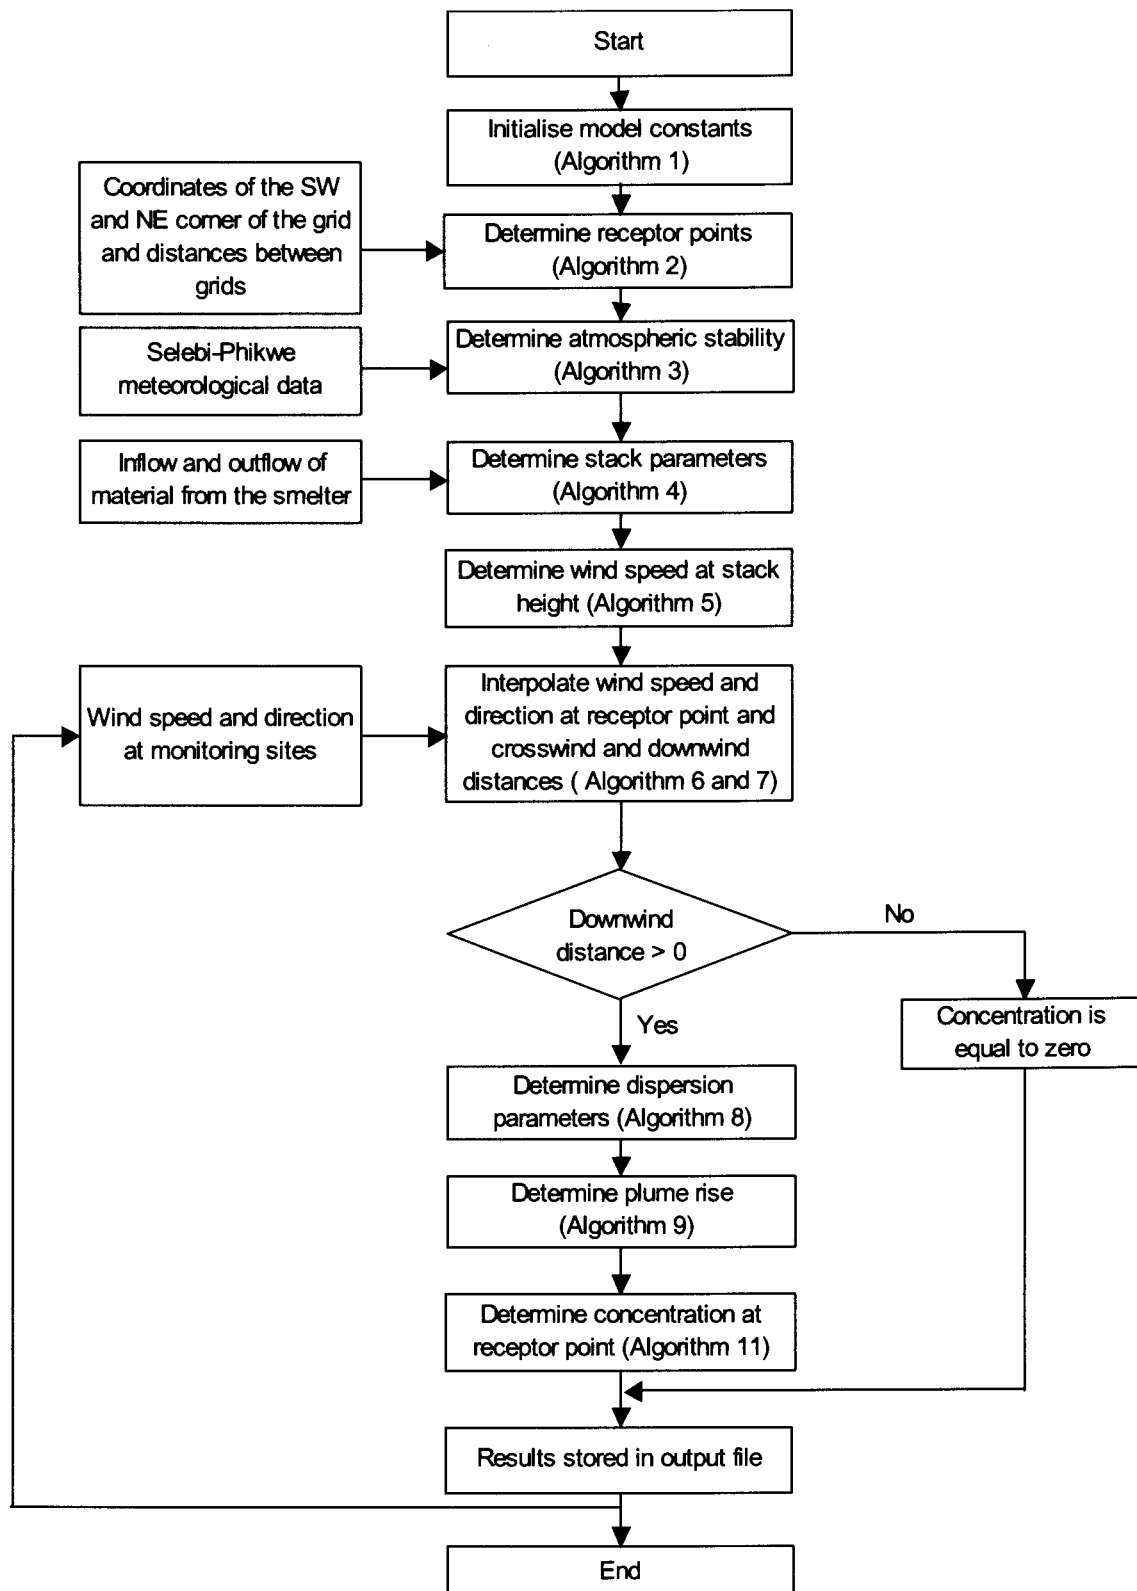 Start
Initialise model constants
(Algorithm 1)
Coordinates of the SW
and NE corner of the grid
and distances between
grids
Determine receptor points
(Algorithm 2)
Selebi-Phikwe
meteorological data
Determine atmospheric stability
(Algorithm 3)
Inflow and outflow of
material from the smelter
Determine stack parameters
(Algorithm 4)
Determine wind speed at stack
height (Algorithm 5)
Wind speed and direction
at monitoring sites
Interpolate wind speed and
direction at receptor point and
crosswind and downwind
distances ( Algorithm 6 and 7)
Downwind
distance > 0
No
Yes
Concentration is
equal to zero
Determine dispersion
parameters (Algorithm 8)
Determine plume rise
(Algorithm 9)
Determine concentration at
receptor point (Algorithm 11)
Results stored in output file
End